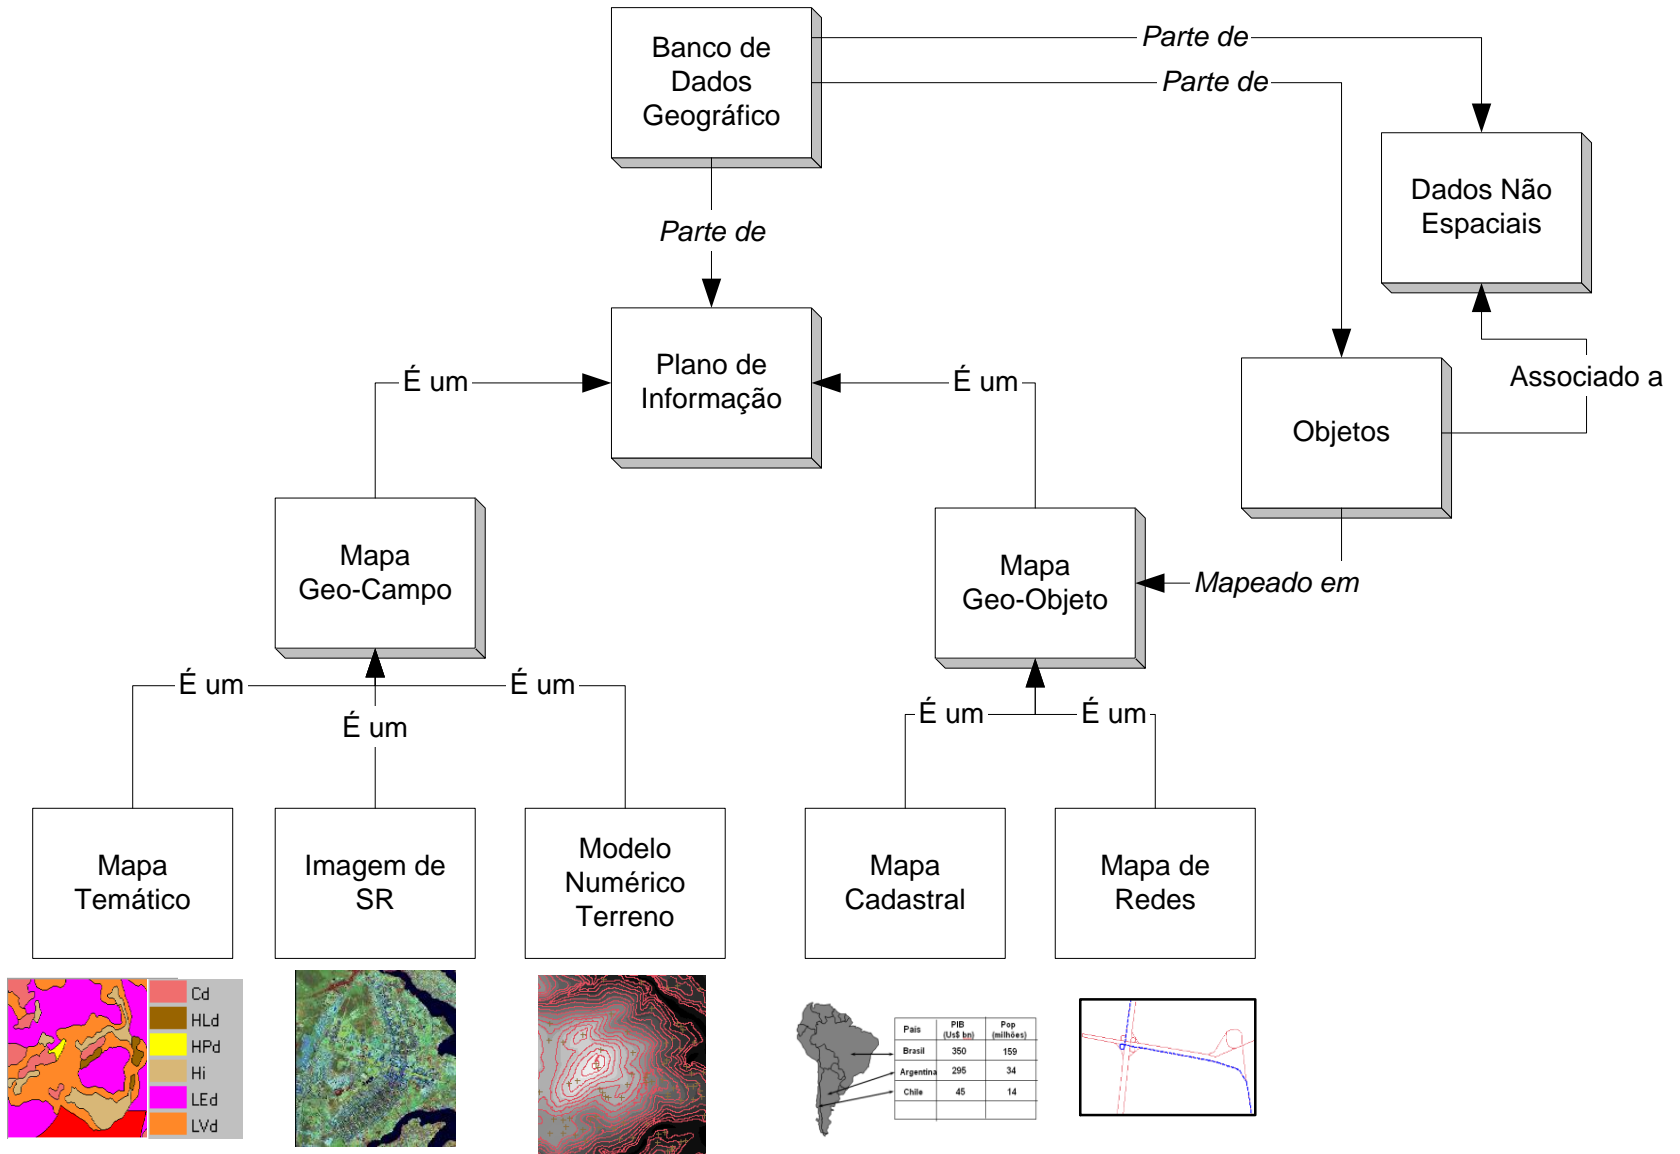 Banco de
Dados
Geográfico
Parte de
Parte de
Dados Não
Espaciais
Parte de
Plano de
Informação
É um
É um
Associado a
Objetos
Mapa
Geo-Campo
Mapa
Geo-Objeto
Mapeado em
É um
É um
É um
É um
É um
Mapa
Temático
Imagem de
SR
Modelo
Numérico
Terreno
Mapa
Cadastral
Mapa de
Redes
Cd
HLd
HPd
Hi
LEd
LVd
País PIB (Us$ bn) Pop (milhões)
Brasil 350 159
Argentina 295 34
Chile 45 14